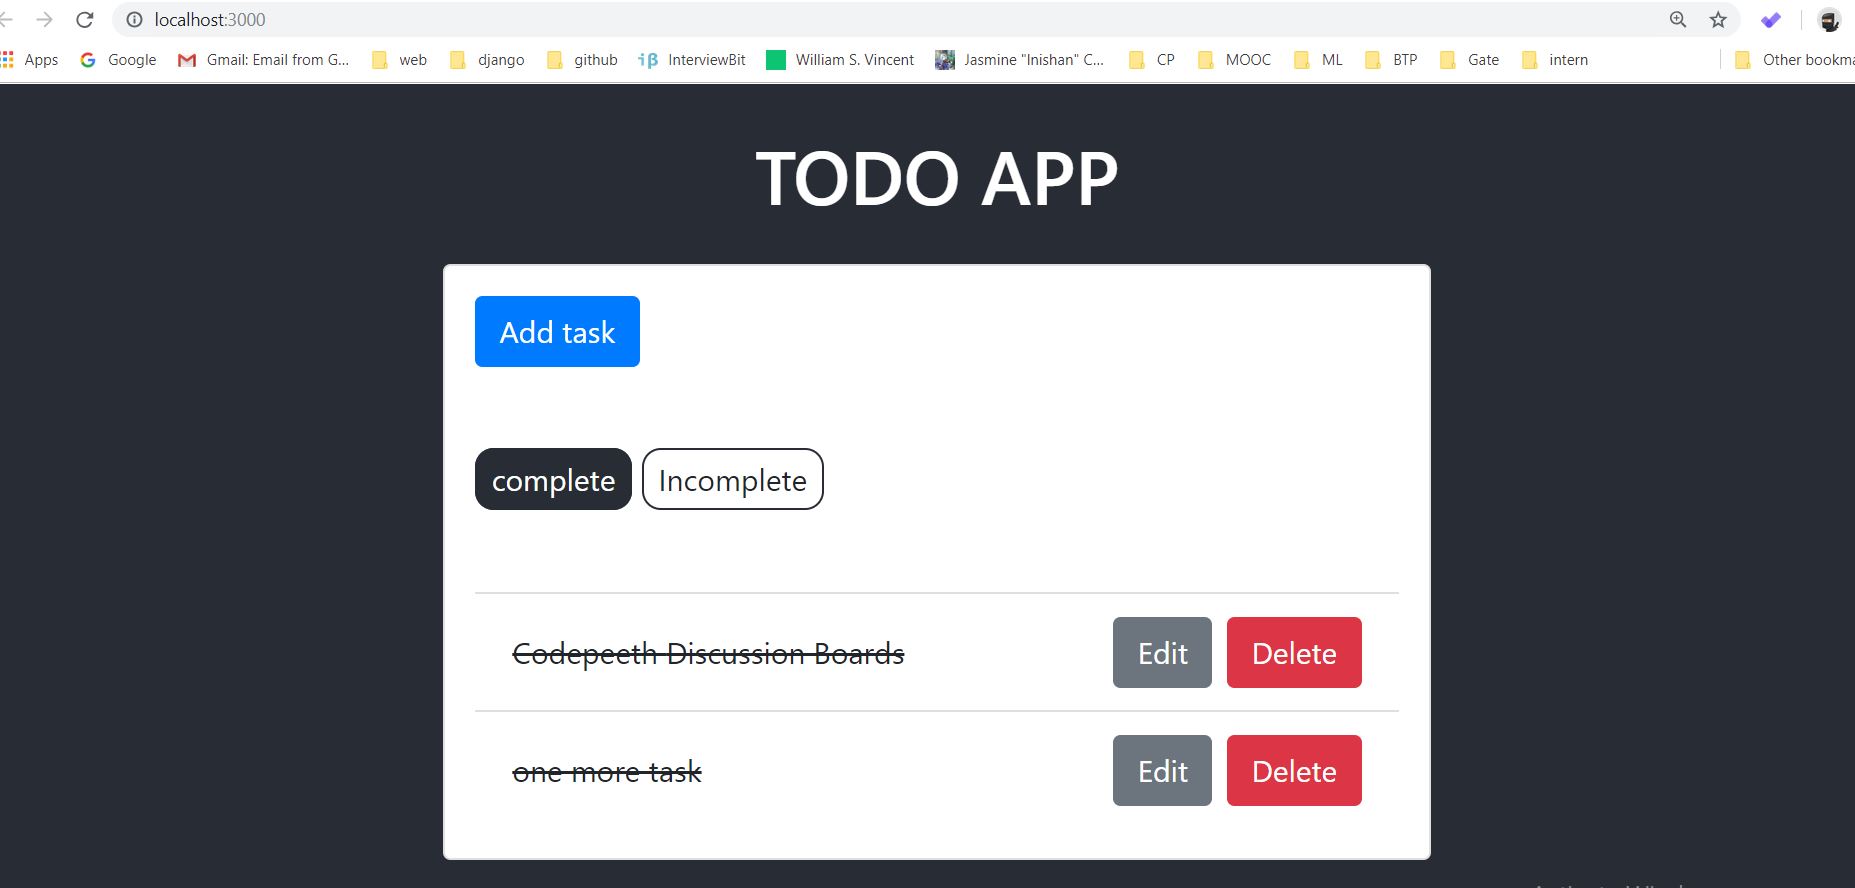 localhost:3000
Apps Google Gmail: Email from G... web django github iβ InterviewBit William S. Vincent Jasmine "Inishan" C... CP MOOC ML BTP Gate intern Other bookma
TODO APP
Add task
complete Incomplete
Codepeeth Discussion Boards Edit Delete
one more task Edit Delete